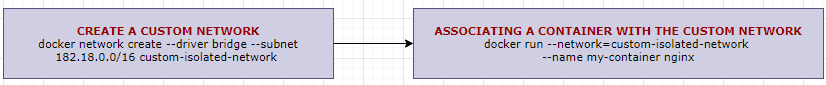 CREATE A CUSTOM NETWORK
docker network create --driver bridge --subnet
182.18.0.0/16 custom-isolated-network
ASSOCIATING A CONTAINER WITH THE CUSTOM NETWORK
docker run --network=custom-isolated-network
--name my-container nginx